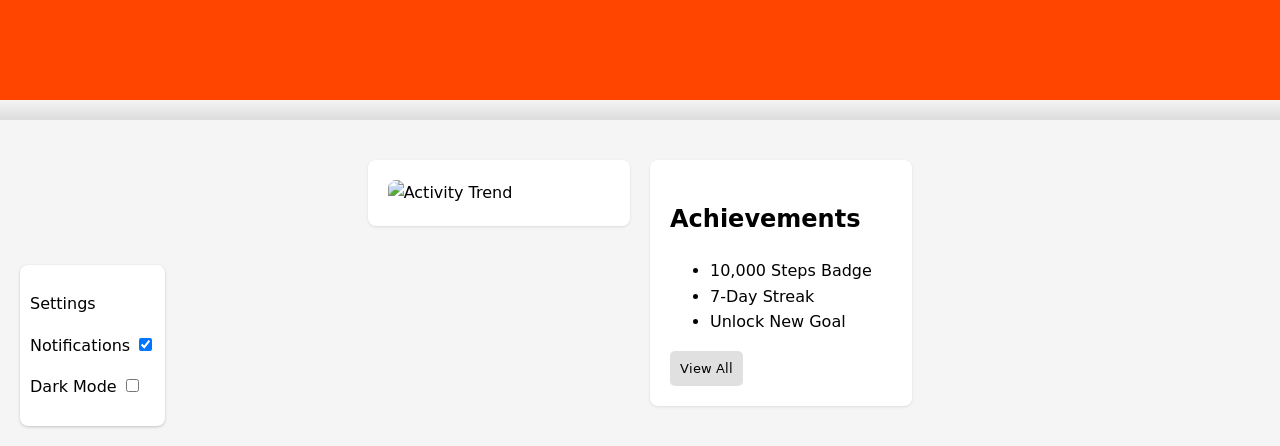 Activity Trend
Achievements
10,000 Steps Badge
7-Day Streak
Unlock New Goal
View All
Settings
Notifications
Dark Mode